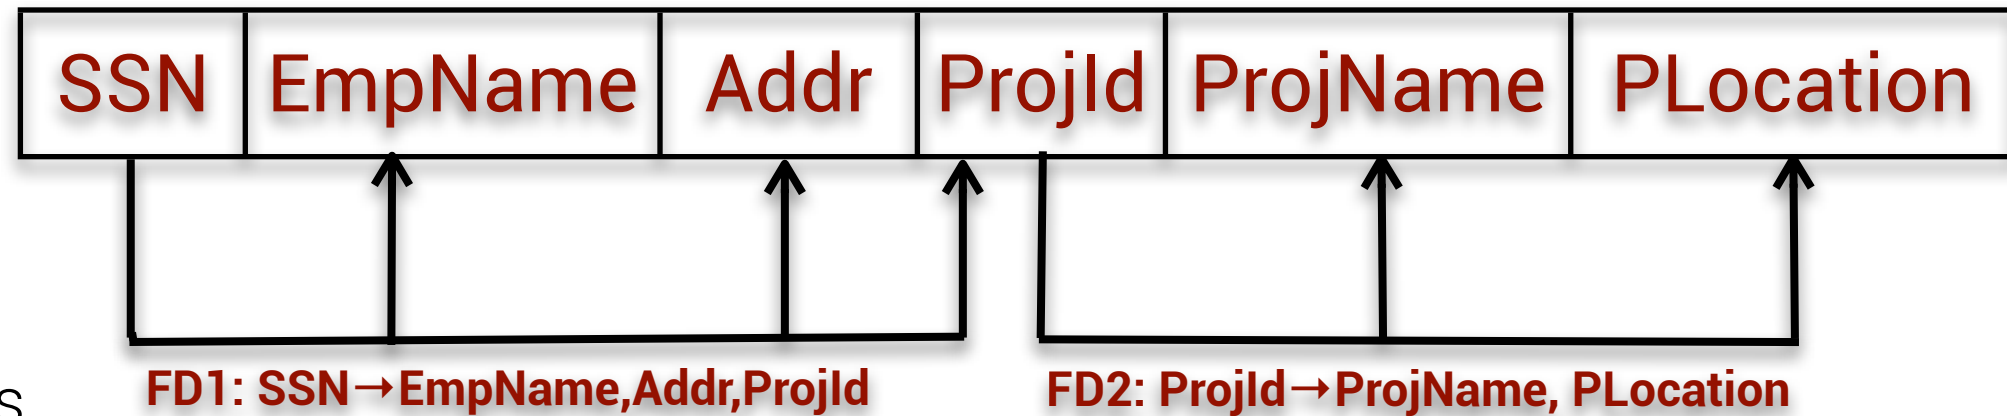 SSN EmpName Addr ProjId ProjName PLocation
FD1: SSN→EmpName,Addr,ProjId FD2: ProjId→ProjName, PLocation